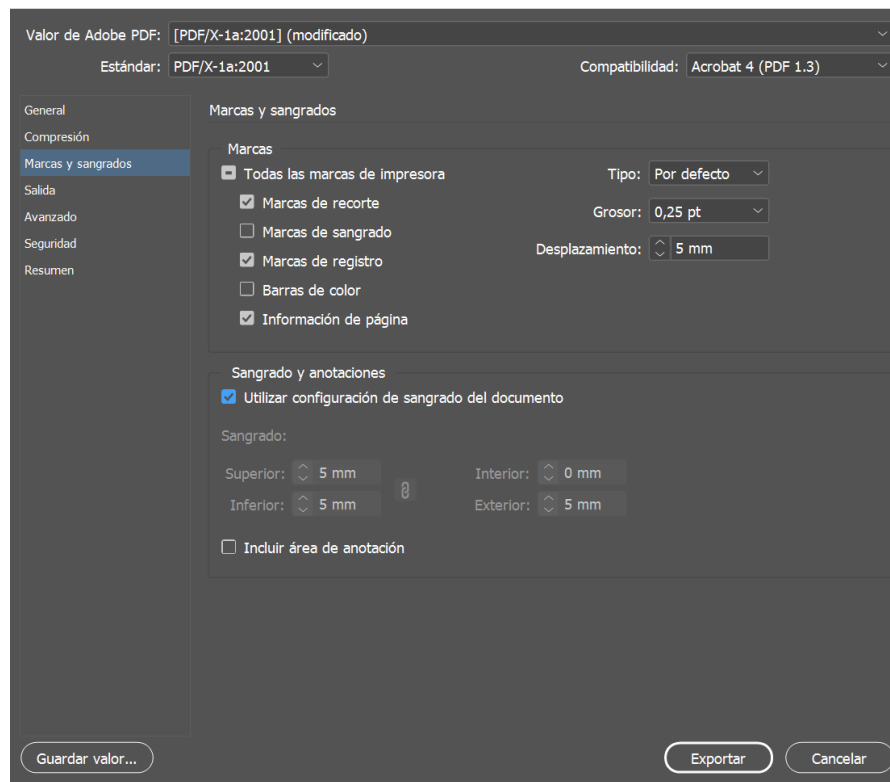 Valor de Adobe PDF: [PDF/X-1a:2001] (modificado)
Estándar: PDF/X-1a:2001 Compatibilidad: Acrobat 4 (PDF 1.3)
General
Compresión
Marcas y sangrados
Salida
Avanzado
Seguridad
Resumen
Marcas y sangrados
Marcas
Todas las marcas de impresora
Marcas de recorte
Marcas de sangrado
Marcas de registro
Barras de color
Información de página
Tipo: Por defecto
Grosor: 0,25 pt
Desplazamiento: 5 mm
Sangrado y anotaciones
Utilizar configuración de sangrado del documento
Sangrado:
Superior: 5 mm Interior: 0 mm
Inferior: 5 mm Exterior: 5 mm
Incluir área de anotación
Guardar valor... Exportar Cancelar